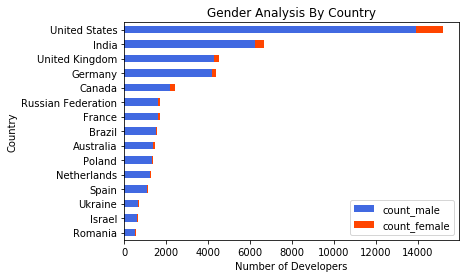 Gender Analysis By Country
Country
United States
India
United Kingdom
Germany
Canada
Russian Federation
France
Brazil
Australia
Poland
Netherlands
Spain
Ukraine
Israel
Romania
count_male
count_female
0 2000 4000 6000 8000 10000 12000 14000
Number of Developers